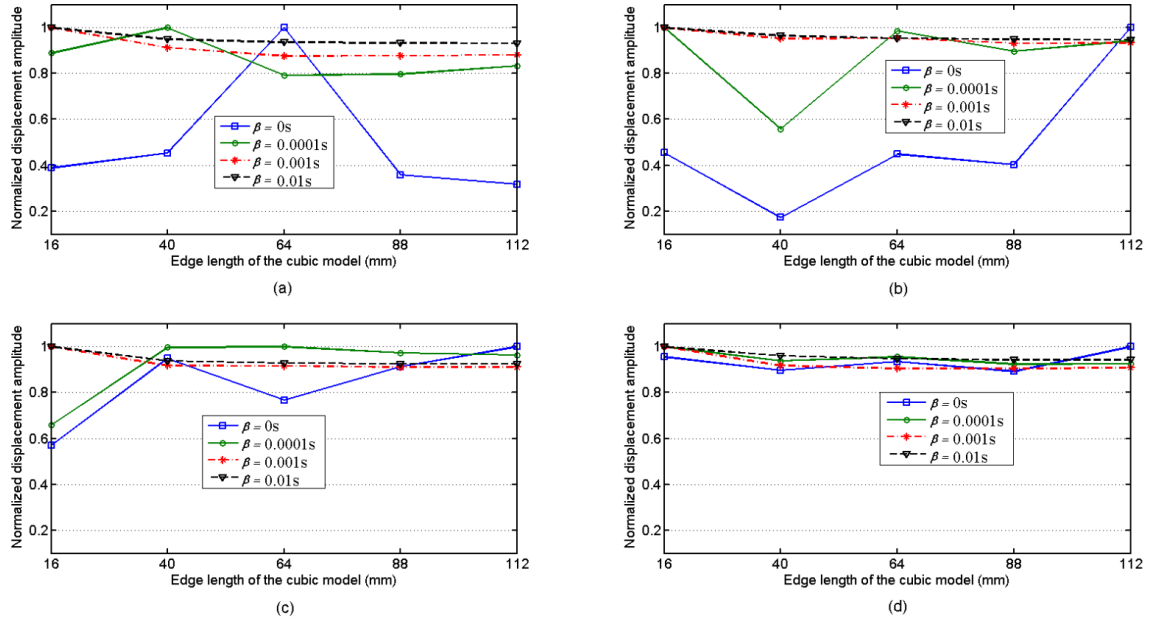 Normalized displacement amplitude
1
0.8
0.6
0.4
0.2
β = 0s
β = 0.0001s
β = 0.001s
β = 0.01s
16 40 64 88 112
Edge length of the cubic model (mm)
(a)
Normalized displacement amplitude
1
0.8
0.6
0.4
0.2
β = 0s
β = 0.0001s
β = 0.001s
β = 0.01s
16 40 64 88 112
Edge length of the cubic model (mm)
(b)
Normalized displacement amplitude
1
0.8
0.6
0.4
0.2
β = 0s
β = 0.0001s
β = 0.001s
β = 0.01s
16 40 64 88 112
Edge length of the cubic model (mm)
(c)
Normalized displacement amplitude
1
0.8
0.6
0.4
0.2
β = 0s
β = 0.0001s
β = 0.001s
β = 0.01s
16 40 64 88 112
Edge length of the cubic model (mm)
(d)